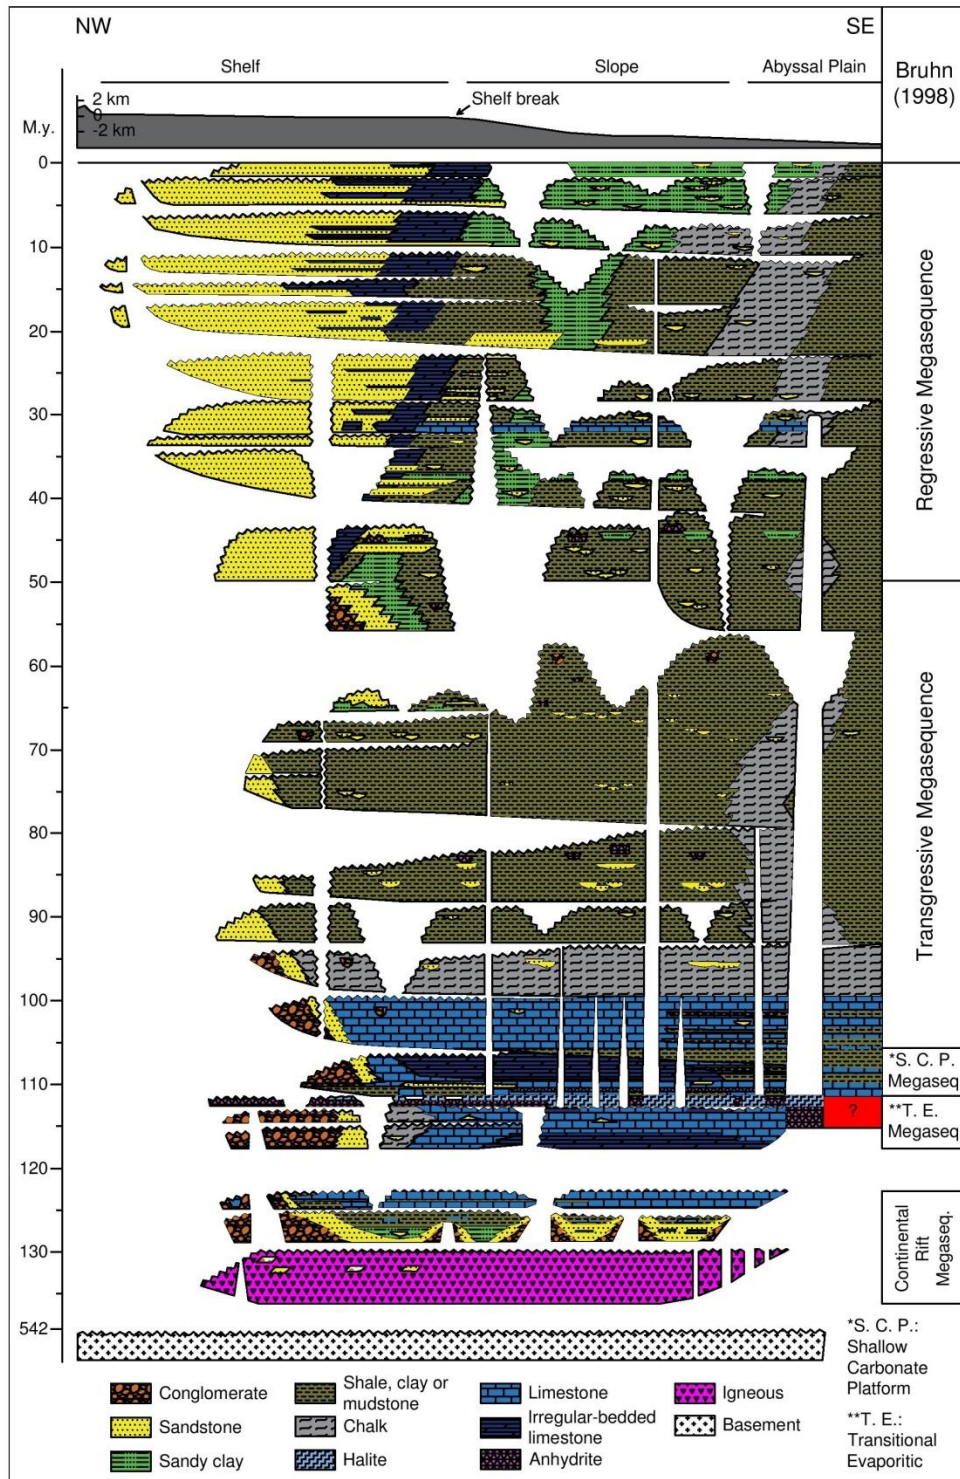 NW
SE
Shelf
Slope
Abyssal Plain
Bruhn
(1998)
Shelf break
2 km
0
-2 km
M.y.
0
10
20
30
40
50
60
70
80
90
100
110
120
130
542
Regressive Megasequence
Transgressive Megasequence
*S. C. P.
Megaseq.
**T. E.
Megaseq.
?
Continental
Rift
Megaseq.
*S. C. P.:
Shallow
Carbonate
Platform
**T. E.:
Transitional
Evaporitic
Conglomerate
Sandstone
Sandy clay
Shale, clay or
mudstone
Chalk
Halite
Limestone
Irregular-bedded
limestone
Anhydrite
Igneous
Basement